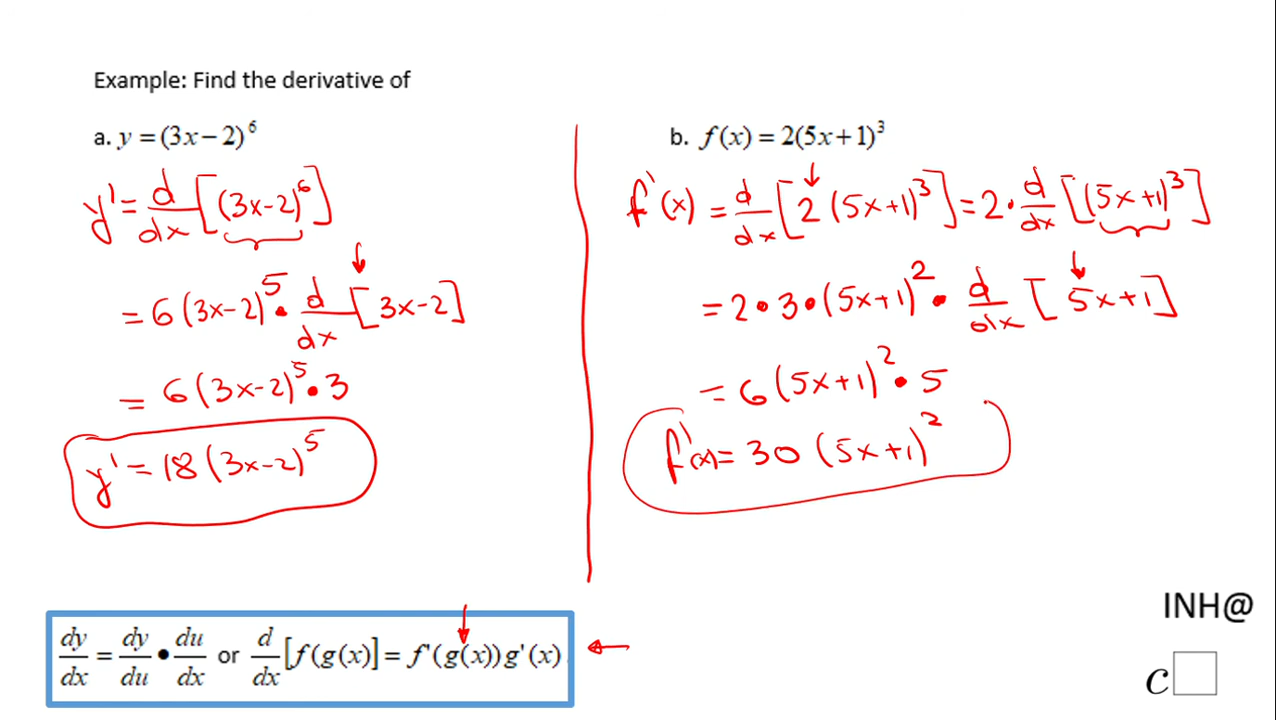 Example: Find the derivative of
a. y = (3x − 2)⁶
y' = d/dx [(3x-2)⁶]
= 6(3x-2)⁵ • d/dx [3x-2]
= 6(3x-2)⁵ • 3
y' = 18(3x-2)⁵
b. f(x) = 2(5x+1)³
f'(x) = d/dx [2(5x+1)³] = 2 • d/dx [(5x+1)³]
= 2 • 3 • (5x+1)² • d/dx [5x+1]
= 6(5x+1)² • 5
f'(x) = 30(5x+1)²
dy/dx = dy/du • du/dx or d/dx [f(g(x)] = f'(g(x))g'(x)
INH@
c